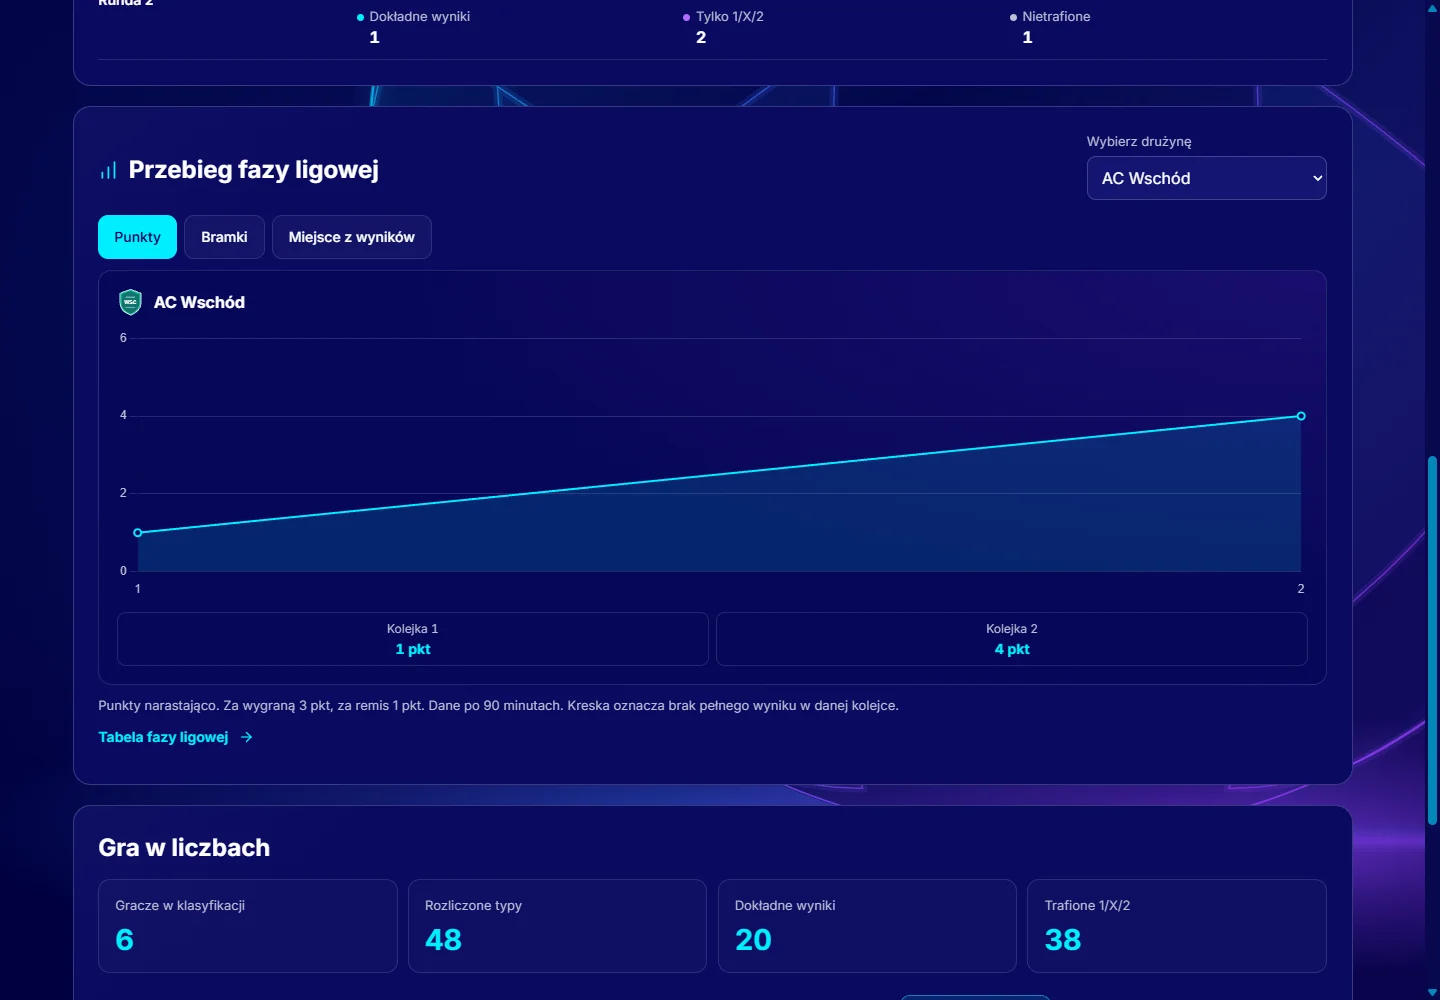 Runda 2
Dokładne wyniki
1
Tylko 1/X/2
2
Nietrafione
1
Wybierz drużynę
Przebieg fazy ligowej
AC Wschód
Punkty
Bramki
Miejsce z wyników
WSC
AC Wschód
6
4
2
0
1
2
Kolejka 1
1 pkt
Kolejka 2
4 pkt
Punkty narastająco. Za wygraną 3 pkt, za remis 1 pkt. Dane po 90 minutach. Kreska oznacza brak pełnego wyniku w danej kolejce.
Tabela fazy ligowej
Gra w liczbach
Gracze w klasyfikacji
6
Rozliczone typy
48
Dokładne wyniki
20
Trafione 1/X/2
38